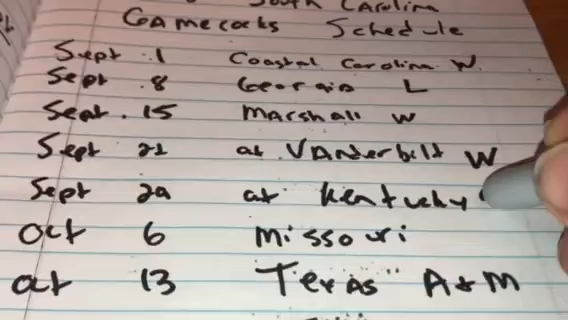 South Carolina
Gamecocks Schedule
Sept .1 Coastal Carolina W.
Sept .8 Georgia L
Sept. 15 Marshall W
Sept 22 at Vanderbilt W
Sept 29 at Kentucky
Oct 6 Missouri
Oct 13 Texas A+M